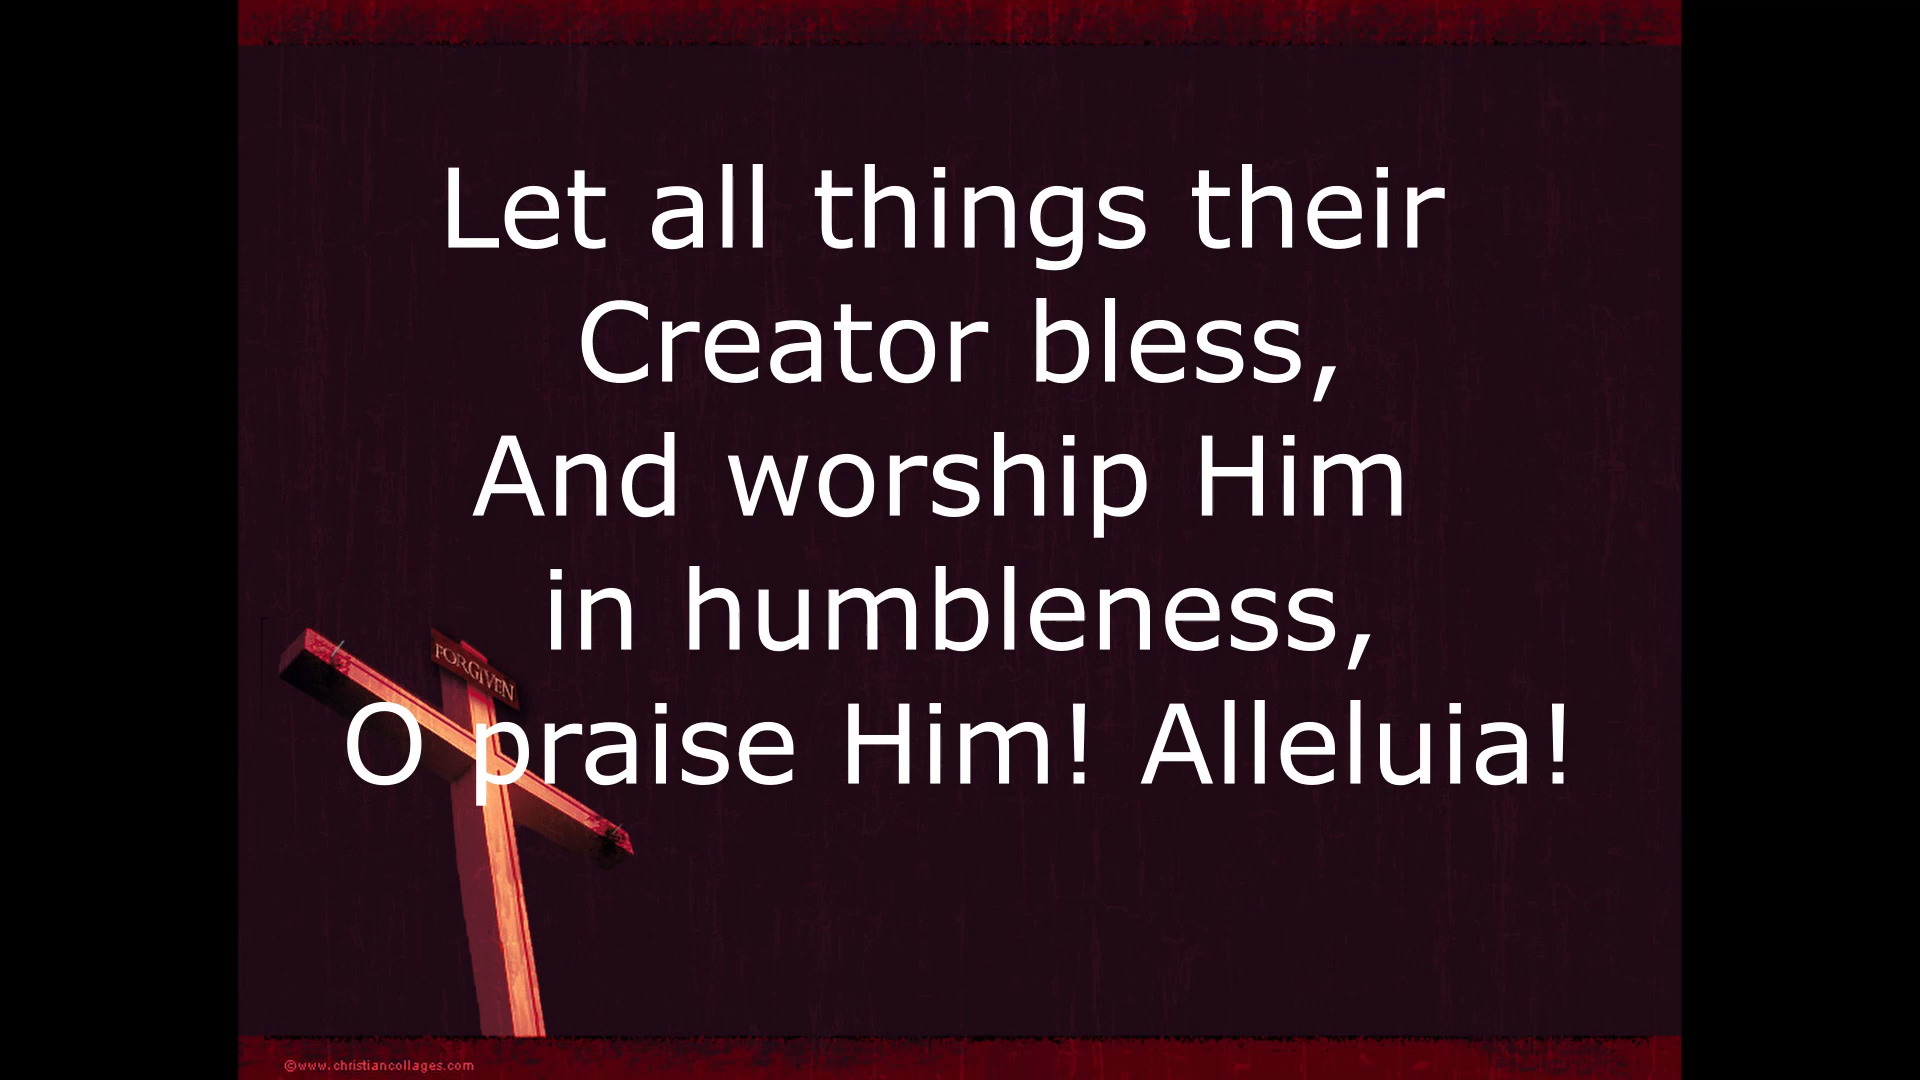 Let all things their
Creator bless,
And worship Him
in humbleness,
FORGIVEN
O praise Him! Alleluia!
©www.christiancollages.com